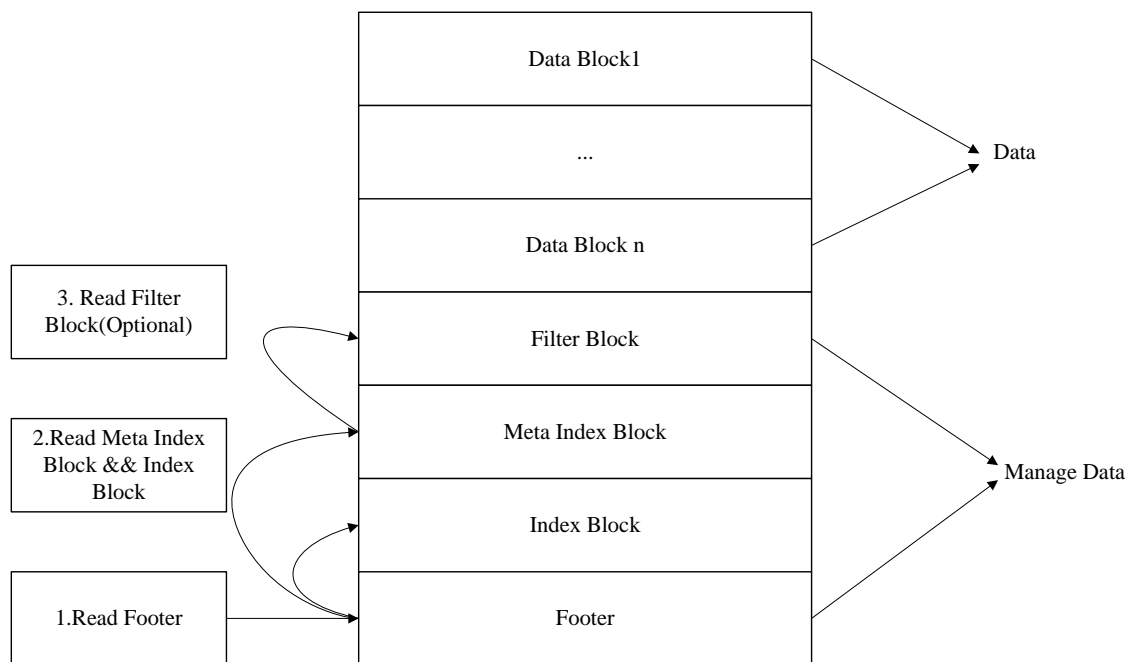 Data Block1
...
Data
Data Block n
3. Read Filter
Block(Optional)
Filter Block
2.Read Meta Index
Block && Index
Block
Meta Index Block
Manage Data
Index Block
1.Read Footer
Footer